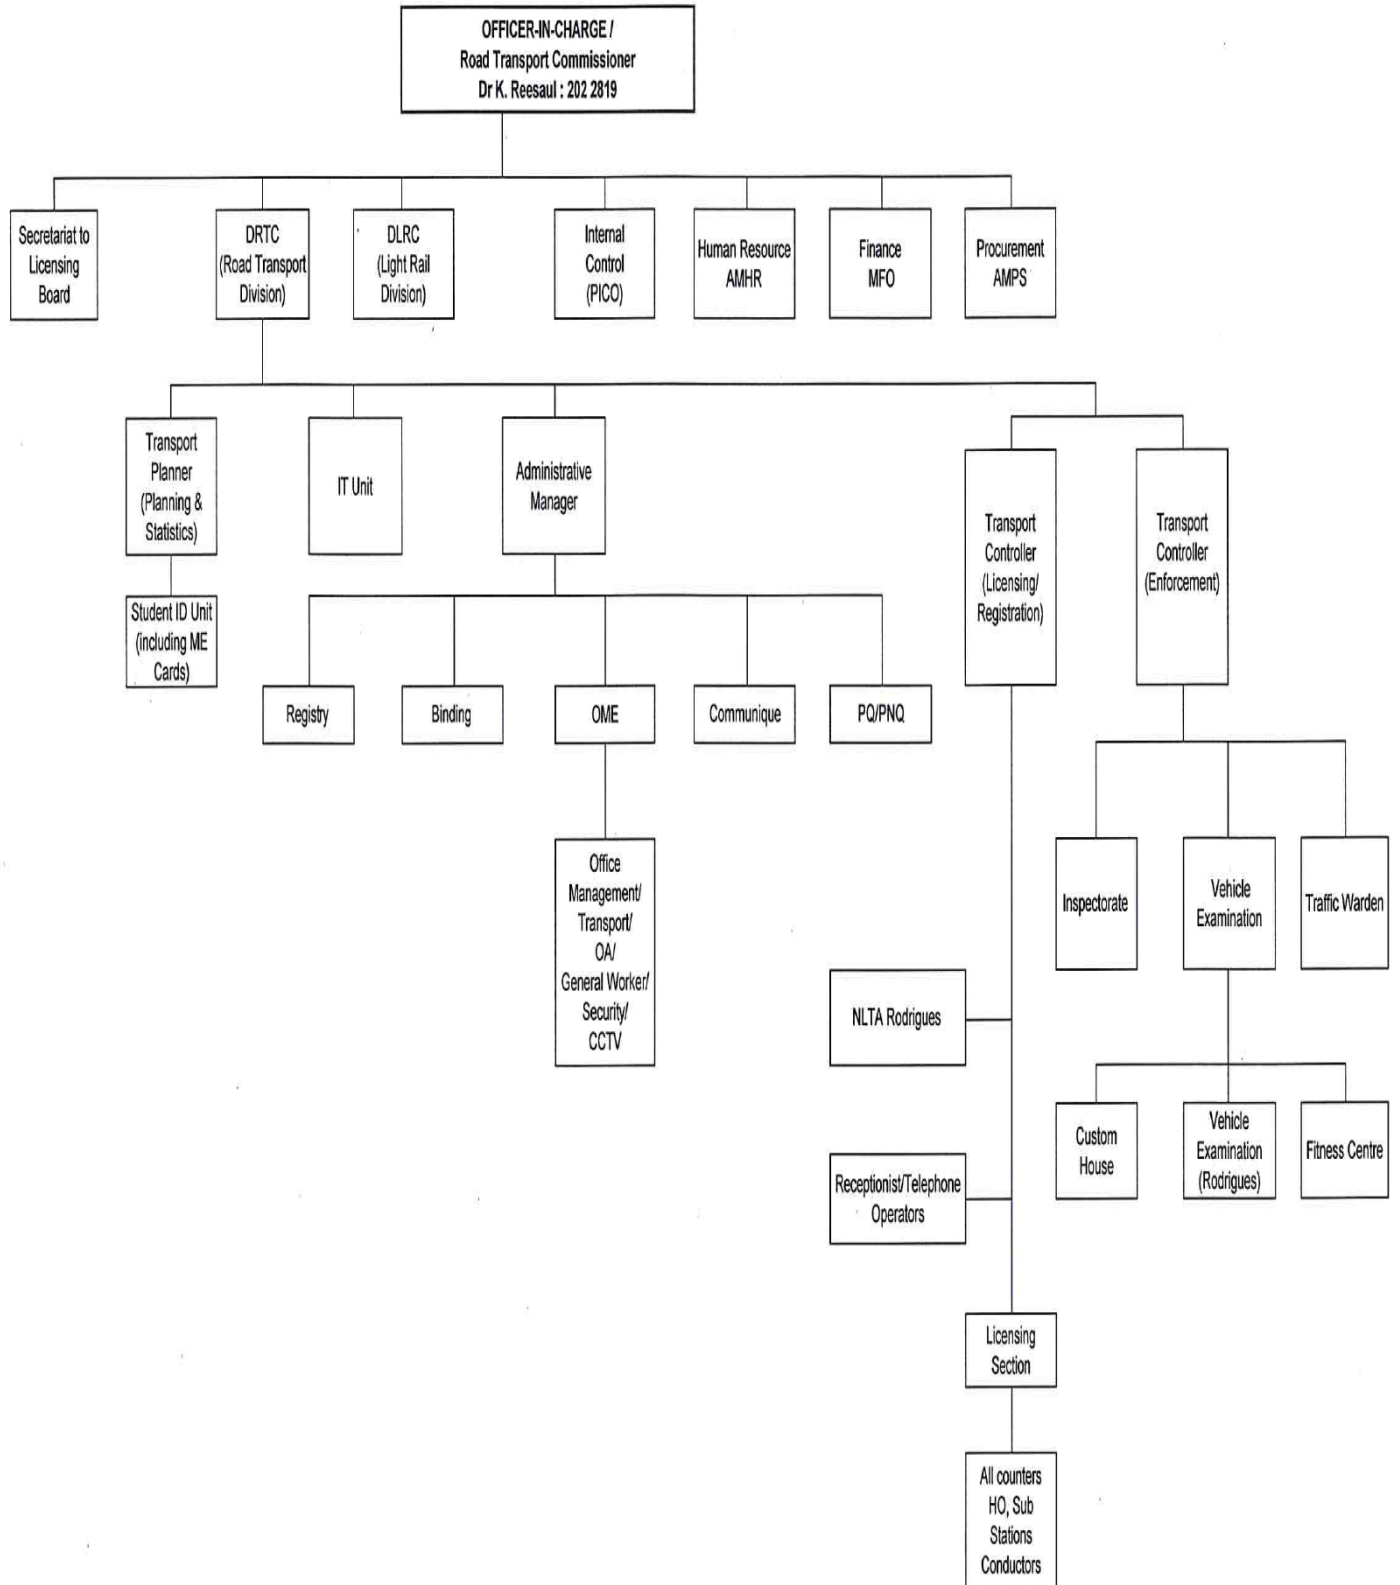 OFFICER-IN-CHARGE /
Road Transport Commissioner
Dr K. Reesaul : 202 2819
Secretariat to
Licensing
Board
DRTC
(Road Transport
Division)
DLRC
(Light Rail
Division)
Internal
Control
(PICO)
Human Resource
AMHR
Finance
MFO
Procurement
AMPS
Transport
Planner
(Planning &
Statistics)
IT Unit
Administrative
Manager
Transport
Controller
(Licensing/
Registration)
Transport
Controller
(Enforcement)
Student ID Unit
(including ME
Cards)
Registry
Binding
OME
Communique
PQ/PNQ
Office
Management/
Transport/
OA/
General Worker/
Security/
CCTV
Inspectorate
Vehicle
Examination
Traffic Warden
NLTA Rodrigues
Custom
House
Vehicle
Examination
(Rodrigues)
Fitness Centre
Receptionist/Telephone
Operators
Licensing
Section
All counters
HO, Sub
Stations
Conductors